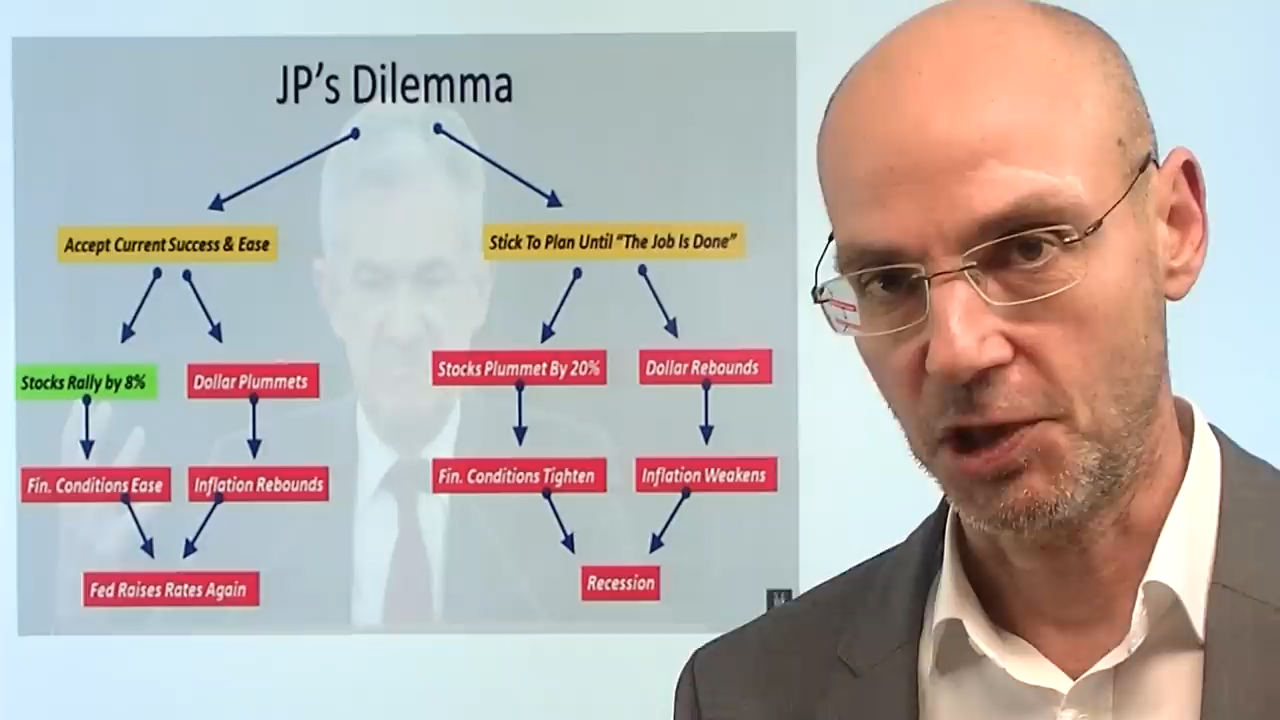 JP's Dilemma
Accept Current Success & Ease
Stick To Plan Until “The Job Is Done”
Stocks Rally by 8%
Dollar Plummets
Stocks Plummet By 20%
Dollar Rebounds
Fin. Conditions Ease
Inflation Rebounds
Fin. Conditions Tighten
Inflation Weakens
Fed Raises Rates Again
Recession